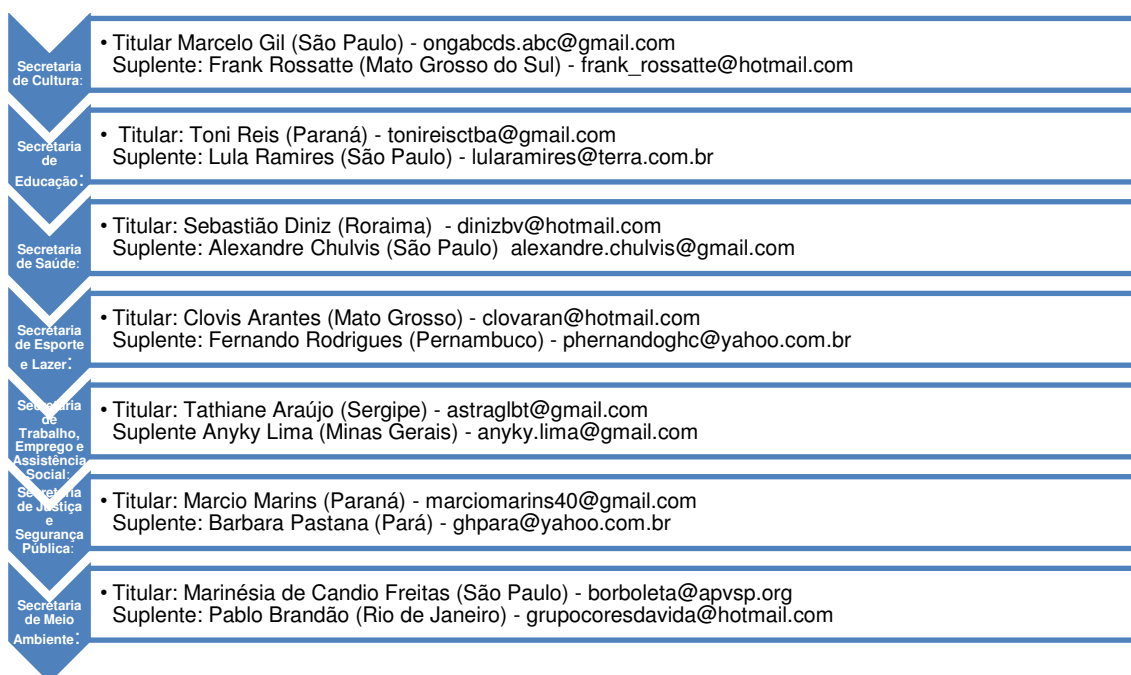 Secretaria
de Cultura:
• Titular Marcelo Gil (São Paulo) - ongabcds.abc@gmail.com
Suplente: Frank Rossatte (Mato Grosso do Sul) - frank_rossatte@hotmail.com
Secretaria
de
Educação:
• Titular: Toni Reis (Paraná) - tonireisctba@gmail.com
Suplente: Lula Ramires (São Paulo) - lularamires@terra.com.br
Secretaria
de Saúde:
• Titular: Sebastião Diniz (Roraima) - dinizbv@hotmail.com
Suplente: Alexandre Chulvis (São Paulo) alexandre.chulvis@gmail.com
Secretaria
de Esporte
e Lazer:
• Titular: Clovis Arantes (Mato Grosso) - clovaran@hotmail.com
Suplente: Fernando Rodrigues (Pernambuco) - phernandoghc@yahoo.com.br
Secretaria
de
Trabalho,
Emprego e
Assistência
Social:
• Titular: Tathiane Araújo (Sergipe) - astraglbt@gmail.com
Suplente Anyky Lima (Minas Gerais) - anyky.lima@gmail.com
Secretaria
de Justiça
e
Segurança
Pública:
• Titular: Marcio Marins (Paraná) - marciomarins40@gmail.com
Suplente: Barbara Pastana (Pará) - ghpara@yahoo.com.br
Secretaria
de Meio
Ambiente:
• Titular: Marinésia de Candio Freitas (São Paulo) - borboleta@apvsp.org
Suplente: Pablo Brandão (Rio de Janeiro) - grupocoresdavida@hotmail.com